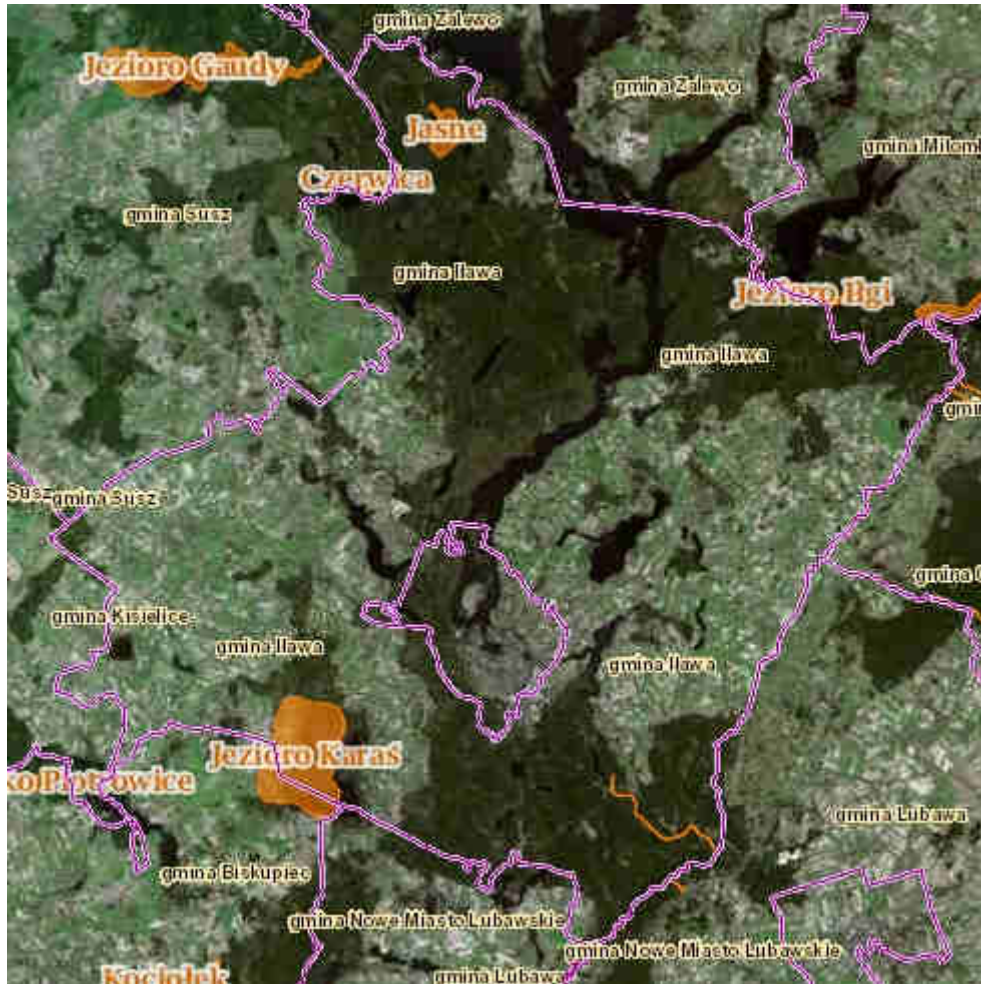 gmina Zalewo
Jezioro Gaudy
gmina Zalewo
Jasne
Czerwica
gmina Susz
gmina Iława
Jezioro Ilgi
gmina Iława
Susz
gmina Susz
gmina Kisielice
gmina Iława
gmina Iława
Jezioro Karaś
gmina Lubawa
gmina Biskupiec
gmina Nowe Miasto Lubawskie
gmina Nowe Miasto Lubawskie
gmina Lubawa